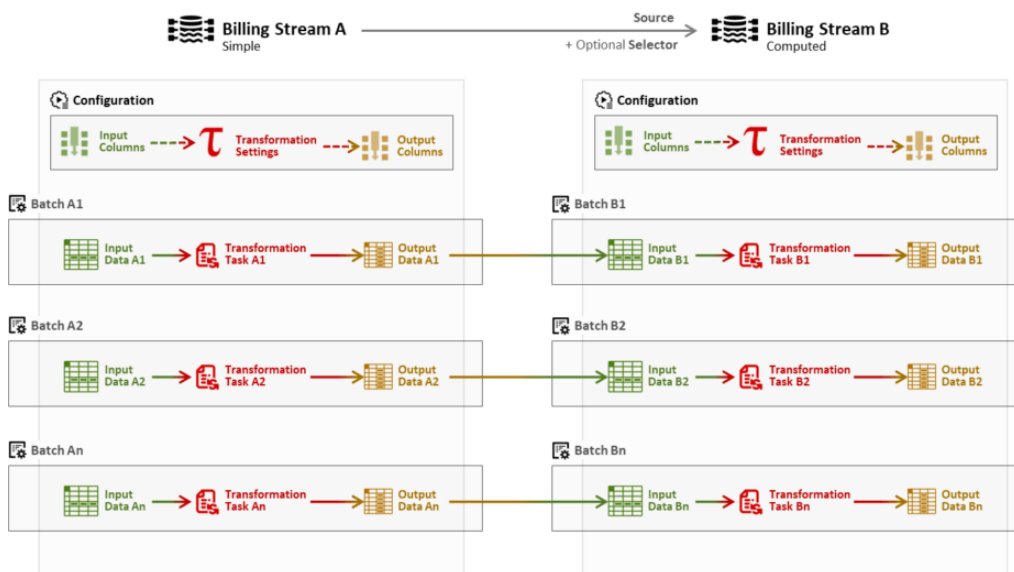 Billing Stream A
Simple
Source
+ Optional Selector
Billing Stream B
Computed
Configuration
Input
Columns
τ
Transformation
Settings
Output
Columns
Configuration
Input
Columns
τ
Transformation
Settings
Output
Columns
Batch A1
Input
Data A1
Transformation
Task A1
Output
Data A1
Batch B1
Input
Data B1
Transformation
Task B1
Output
Data B1
Batch A2
Input
Data A2
Transformation
Task A2
Output
Data A2
Batch B2
Input
Data B2
Transformation
Task B2
Output
Data B2
Batch An
Input
Data An
Transformation
Task An
Output
Data An
Batch Bn
Input
Data Bn
Transformation
Task Bn
Output
Data Bn